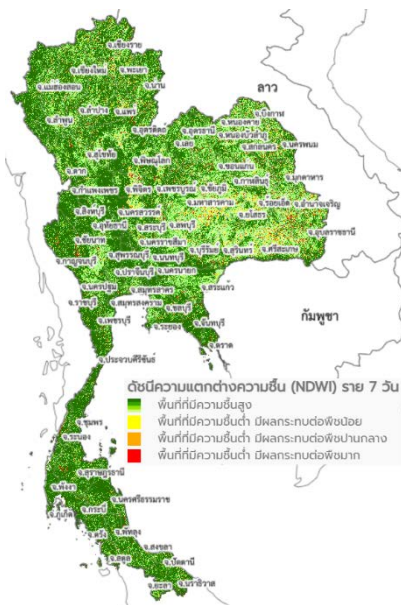 จ.เชียงราย
จ.เชียงใหม่
จ.พะเยา
จ.แม่ฮ่องสอน
จ.น่าน
ลาว
จ.ลำปาง
จ.แพร่
จ.บึงกาฬ
จ.ลำพูน
จ.อุตรดิตถ์
จ.อุดรธานี
จ.หนองคาย
จ.หนองบัวลำภู
จ.เลย
จ.สกลนคร
จ.นครพนม
จ.สุโขทัย
จ.พิษณุโลก
จ.ขอนแก่น
จ.ตาก
จ.กาฬสินธุ์
จ.มุกดาหาร
จ.กำแพงเพชร
จ.พิจิตร
จ.เพชรบูรณ์
จ.ชัยภูมิ
จ.มหาสารคาม
จ.ร้อยเอ็ด
จ.อำนาจเจริญ
จ.สิงห์บุรี
จ.นครสวรรค์
จ.ยโสธร
จ.อุทัยธานี
จ.สระบุรี
จ.ลพบุรี
จ.อุบลราชธานี
จ.ชัยนาท
จ.นครราชสีมา
จ.บุรีรัมย์
จ.สุรินทร์
จ.ศรีสะเกษ
จ.สุพรรณบุรี
จ.นนทบุรี
จ.กาญจนบุรี
จ.ปราจีนบุรี
จ.นครนายก
จ.นครปฐม
จ.สมุทรสาคร
จ.สระแก้ว
จ.ราชบุรี
จ.สมุทรสงคราม
จ.ชลบุรี
จ.เพชรบุรี
จ.ระยอง
จ.จันทบุรี
กัมพูชา
จ.ตราด
จ.ประจวบคีรีขันธ์
ดัชนีความแตกต่างความชื้น (NDWI) ราย 7 วัน
พื้นที่ที่มีความชื้นสูง
พื้นที่ที่มีความชื้นต่ำ มีผลกระทบต่อพืชน้อย
พื้นที่ที่มีความชื้นต่ำ มีผลกระทบต่อพืชปานกลาง
พื้นที่ที่มีความชื้นต่ำ มีผลกระทบต่อพืชมาก
จ.ชุมพร
จ.ระนอง
จ.สุราษฎร์ธานี
จ.พังงา
จ.นครศรีธรรมราช
จ.กระบี่
จ.ภูเก็ต
จ.ตรัง
จ.พัทลุง
จ.สงขลา
จ.สตูล
จ.ปัตตานี
จ.ยะลา
จ.นราธิวาส